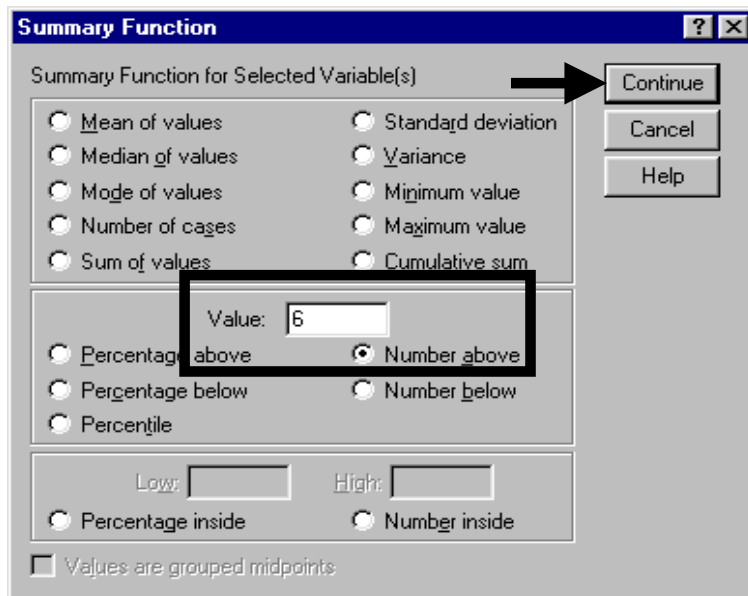 Summary Function
Summary Function for Selected Variable(s)
Continue
Mean of values Standard deviation
Cancel
Median of values Variance
Help
Mode of values Minimum value
Number of cases Maximum value
Sum of values Cumulative sum
Value: 6
Percentage above Number above
Percentage below Number below
Percentile
Low: High:
Percentage inside Number inside
Values are grouped midpoints